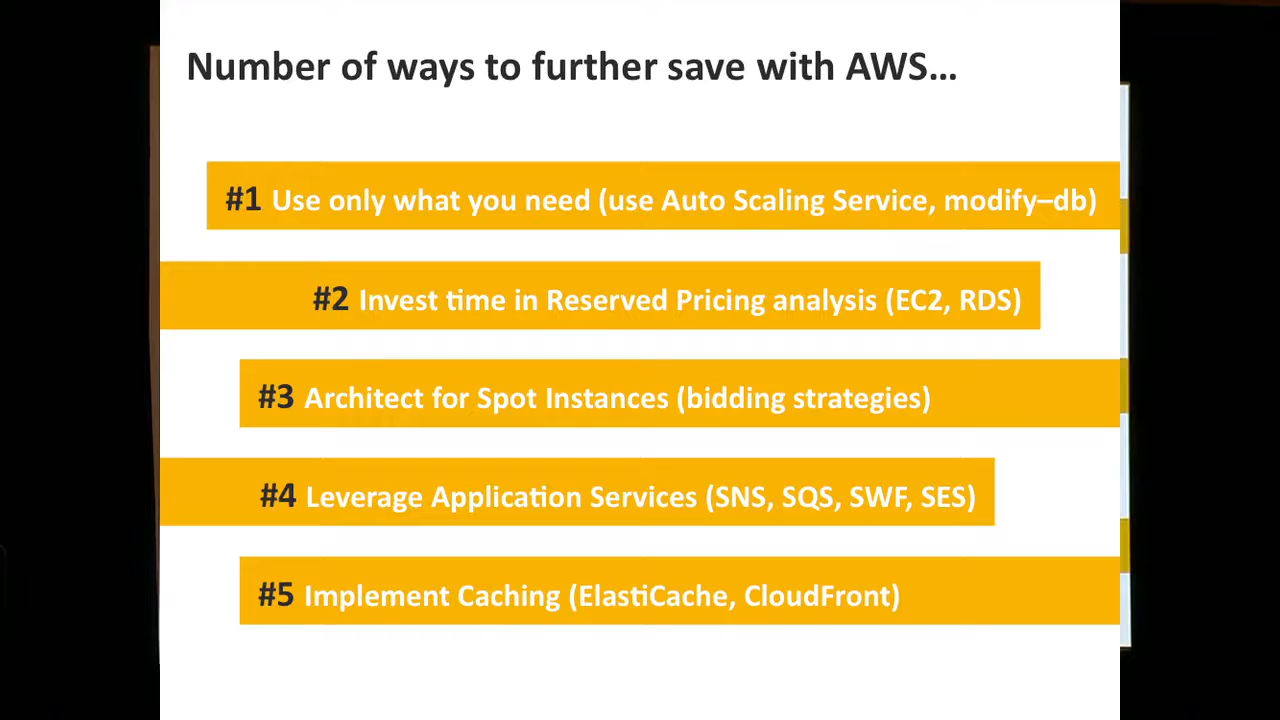 Number of ways to further save with AWS…
#1 Use only what you need (use Auto Scaling Service, modify–db)
#2 Invest time in Reserved Pricing analysis (EC2, RDS)
#3 Architect for Spot Instances (bidding strategies)
#4 Leverage Application Services (SNS, SQS, SWF, SES)
#5 Implement Caching (ElastiCache, CloudFront)